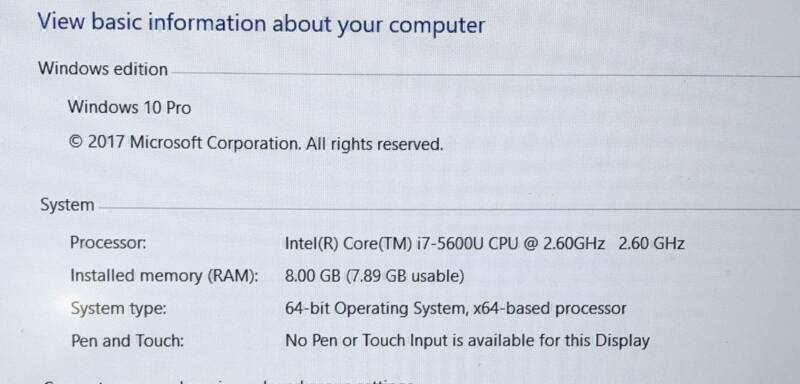 View basic information about your computer
Windows edition
Windows 10 Pro
© 2017 Microsoft Corporation. All rights reserved.
System
Processor: Intel(R) Core(TM) i7-5600U CPU @ 2.60GHz 2.60 GHz
Installed memory (RAM): 8.00 GB (7.89 GB usable)
System type: 64-bit Operating System, x64-based processor
Pen and Touch: No Pen or Touch Input is available for this Display